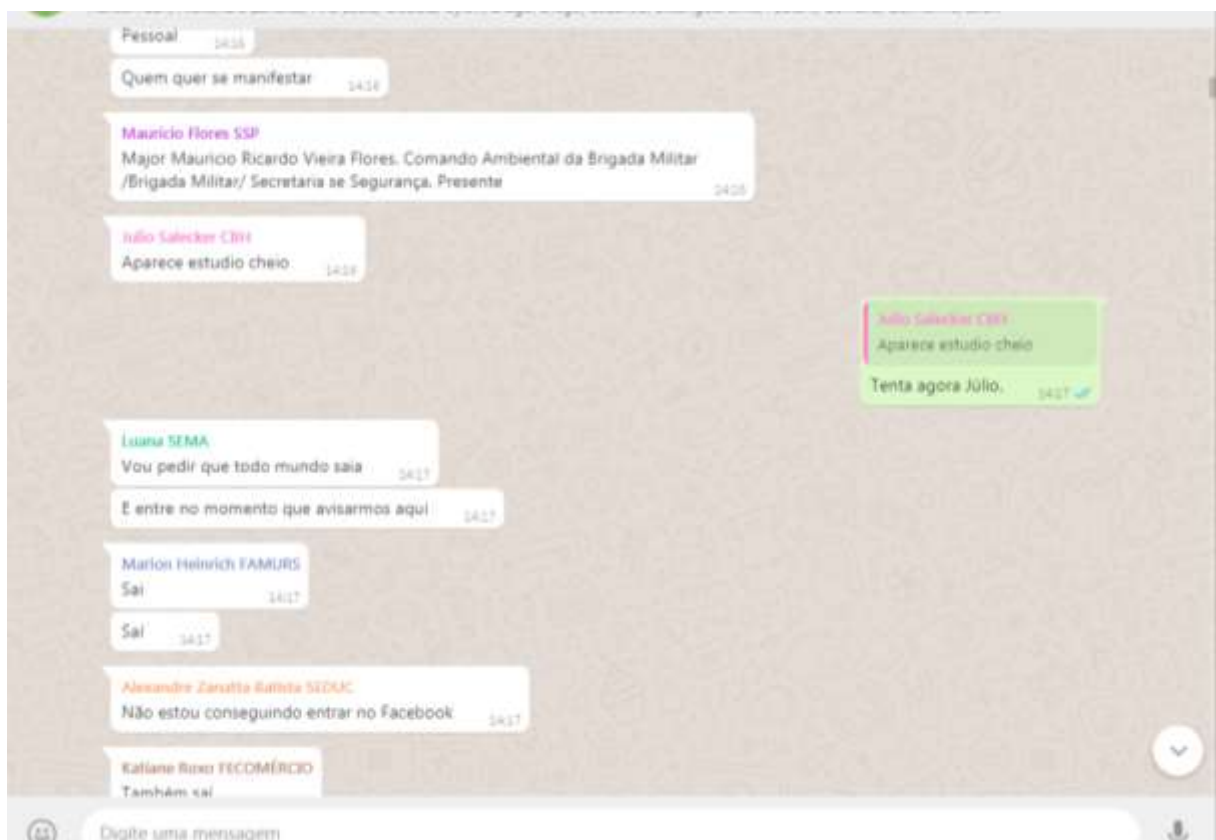 Pessoal 14:16
Quem quer se manifestar 14:16
Mauricio Flores SSP
Major Mauricio Ricardo Vieira Flores. Comando Ambiental da Brigada Militar
/Brigada Militar/ Secretaria se Segurança. Presente
Julio Salecker CBH
Aparece estudio cheio
Julio Salecker CBH
Aparece estudio cheio
Tenta agora Júlio. 14:17
Luana SEMA
Vou pedir que todo mundo saia 14:17
E entre no momento que avisarmos aqui 14:17
Marion Heinrich FAMURS
Sai 14:17
Saí 14:17
Alexandre Zanatta Batista SEDUC
Não estou conseguindo entrar no Facebook 14:17
Katiane Roxo FECOMÉRCIO
Também saí
Digite uma mensagem